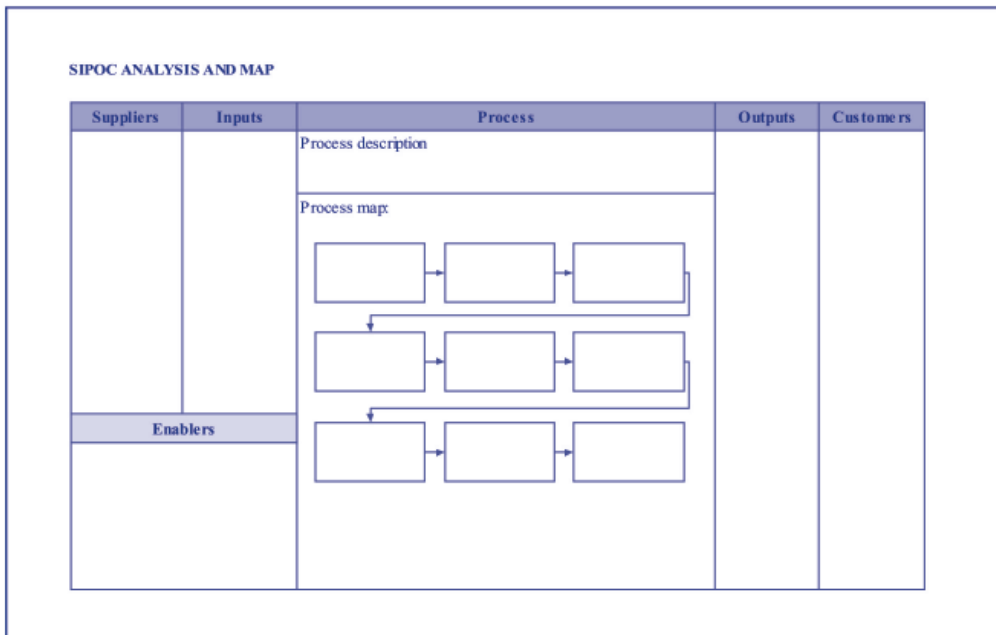 SIPOC ANALYSIS AND MAP
Suppliers Inputs Process Outputs Customers
Process description
Process map:
Enablers